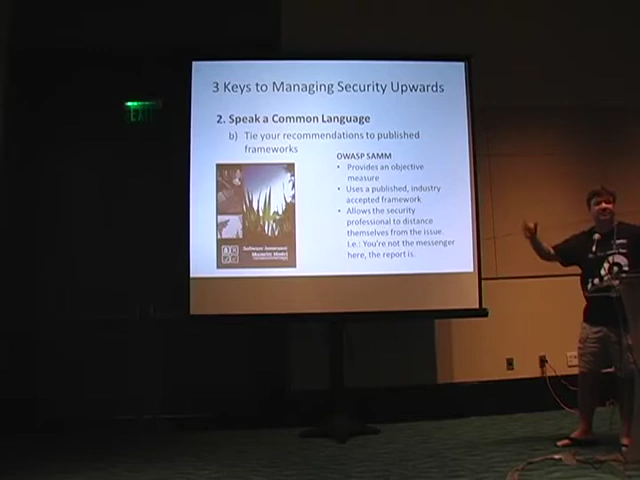 3 Keys to Managing Security Upwards
2. Speak a Common Language
b) Tie your recommendations to published
frameworks
OWASP SAMM
• Provides an objective
measure
• Uses a published, industry
accepted framework
• Allows the security
professional to distance
themselves from the issue.
i.e.: You're not the messenger
here, the report is.
Software Assurance
Maturity Model
EXIT